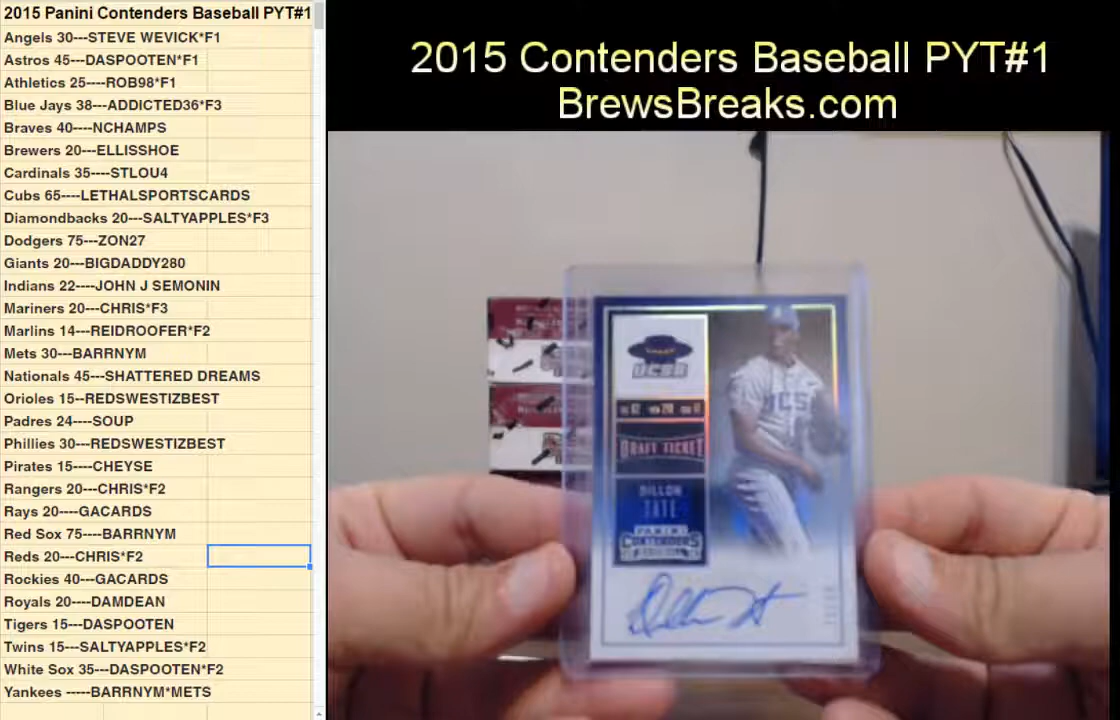 2015 Panini Contenders Baseball PYT#1
Angels 30---STEVE WEVICK*F1
Astros 45---DASPOOTEN*F1
Athletics 25----ROB98*F1
Blue Jays 38---ADDICTED36*F3
Braves 40----NCHAMPS
Brewers 20---ELLISSHOE
Cardinals 35----STLOU4
Cubs 65----LETHALSPORTSCARDS
Diamondbacks 20---SALTYAPPLES*F3
Dodgers 75---ZON27
Giants 20---BIGDADDY280
Indians 22----JOHN J SEMONIN
Mariners 20----CHRIS*F3
Marlins 14---REIDROOFER*F2
Mets 30---BARRNYM
Nationals 45---SHATTERED DREAMS
Orioles 15--REDSWESTIZBEST
Padres 24----SOUP
Phillies 30---REDSWESTIZBEST
Pirates 15----CHEYSE
Rangers 20---CHRIS*F2
Rays 20---GACARDS
Red Sox 75----BARRNYM
Reds 20---CHRIS*F2
Rockies 40---GACARDS
Royals 20----DAMDEAN
Tigers 15---DASPOOTEN
Twins 15----SALTYAPPLES*F2
White Sox 35---DASPOOTEN*F2
Yankees -----BARRNYM*METS
2015 Contenders Baseball PYT#1
BrewsBreaks.com
UCSB
DRAFT TICKET
DILLON
TATE
PANINI
CONTENDERS
UCS